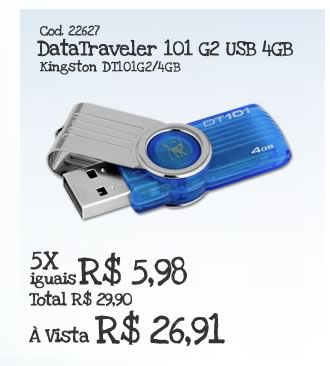 Cod. 22627
DataTraveler 101 G2 USB 4GB
Kingston DT101G2/4GB
DT101
4GB
5X
iguais R$ 5,98
Total R$ 29,90
À Vista R$ 26,91